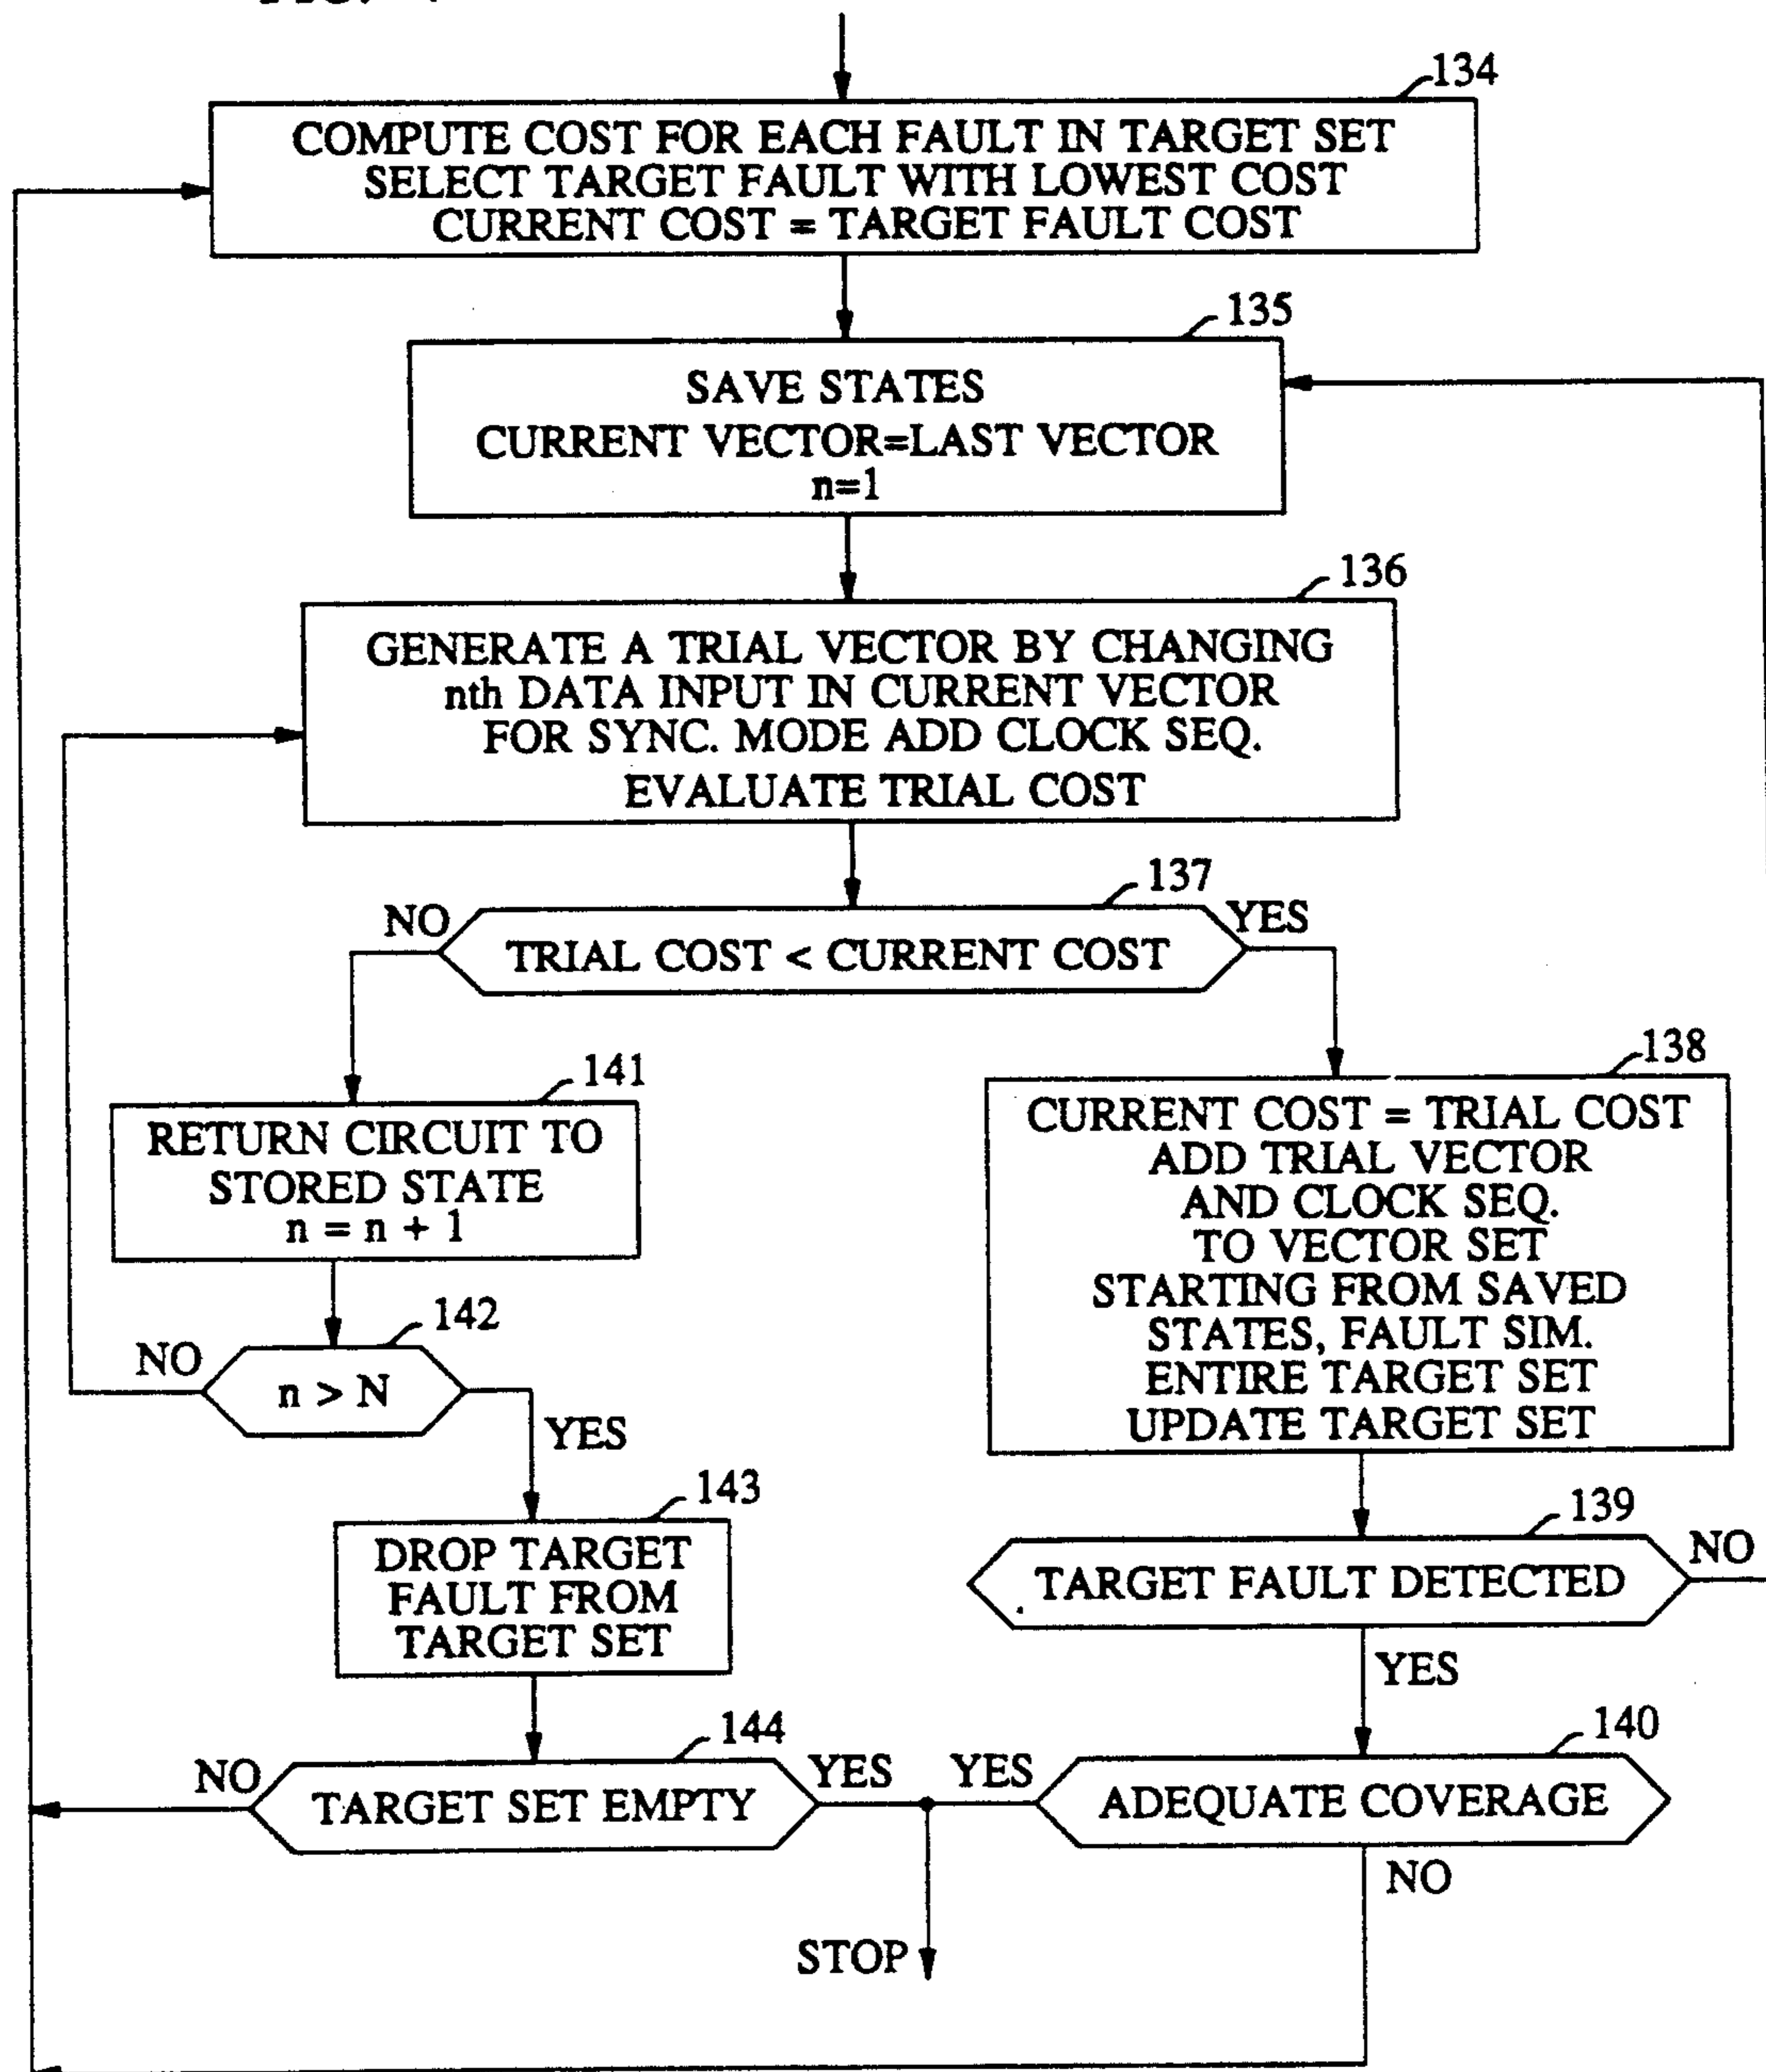 134
COMPUTE COST FOR EACH FAULT IN TARGET SET
SELECT TARGET FAULT WITH LOWEST COST
CURRENT COST = TARGET FAULT COST
135
SAVE STATES
CURRENT VECTOR=LAST VECTOR
n=1
136
GENERATE A TRIAL VECTOR BY CHANGING
nth DATA INPUT IN CURRENT VECTOR
FOR SYNC. MODE ADD CLOCK SEQ.
EVALUATE TRIAL COST
137
NO
YES
TRIAL COST < CURRENT COST
141
RETURN CIRCUIT TO
STORED STATE
n = n + 1
138
CURRENT COST = TRIAL COST
ADD TRIAL VECTOR
AND CLOCK SEQ.
TO VECTOR SET
STARTING FROM SAVED
STATES, FAULT SIM.
ENTIRE TARGET SET
UPDATE TARGET SET
142
NO
n > N
YES
143
DROP TARGET
FAULT FROM
TARGET SET
139
TARGET FAULT DETECTED
NO
YES
144
NO
TARGET SET EMPTY
YES
140
YES
ADEQUATE COVERAGE
NO
STOP